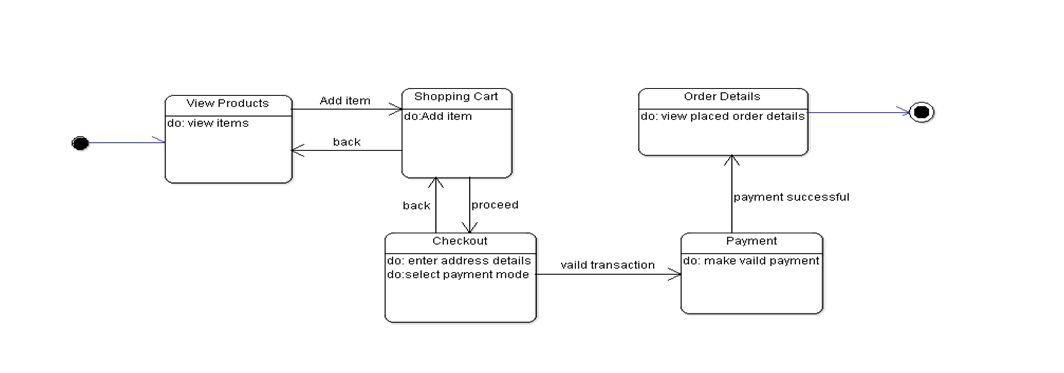 View Products
do: view items
Add item
back
Shopping Cart
do:Add item
back
proceed
Checkout
do: enter address details
do:select payment mode
vaild transaction
Payment
do: make vaild payment
payment successful
Order Details
do: view placed order details